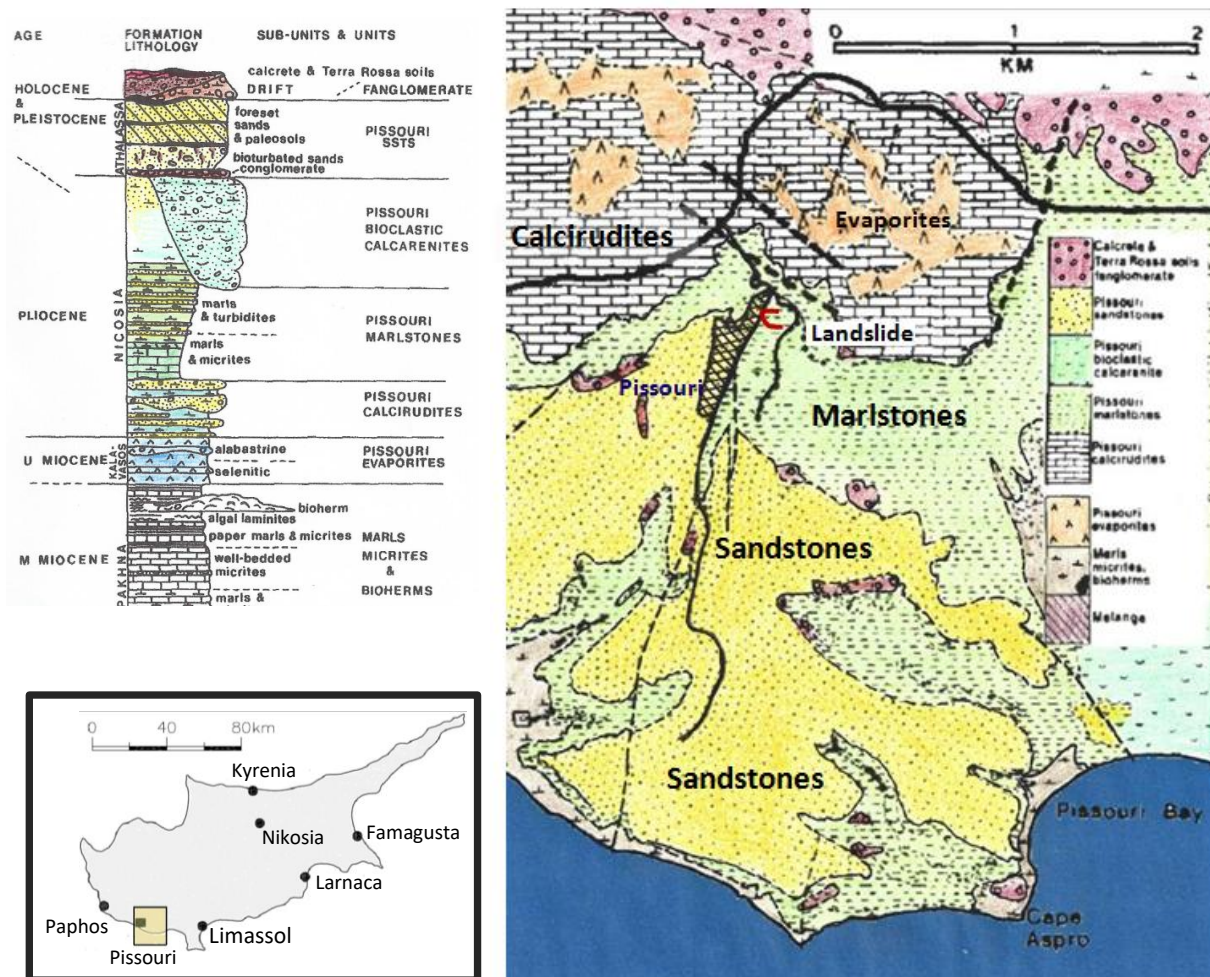 AGE
FORMATION
LITHOLOGY
SUB-UNITS & UNITS
HOLOCENE
&
PLEISTOCENE
PLIOCENE
U MIOCENE
M MIOCENE
ATHALASSA
NICOSIA
KALA-
VASOS
PAKHNA
calcrete & Terra Rossa soils
DRIFT
FANGLOMERATE
foreset
sands
& paleosols
bioturbated sands
conglomerate
PISSOURI
SSTS
PISSOURI
BIOCLASTIC
CALCARENITES
marls
& turbidites
marls
& micrites
PISSOURI
MARLSTONES
PISSOURI
CALCIRUDITES
alabastrine
selenitic
PISSOURI
EVAPORITES
bioherm
algal laminites
paper marls & micrites
well-bedded
micrites
marls &
MARLS
MICRITES
&
BIOHERMS
0 40 80km
Kyrenia
Nikosia
Famagusta
Larnaca
Paphos
Limassol
Pissouri
0 1 2
KM
Calcirudites
Evaporites
Landslide
Pissouri
Marlstones
Sandstones
Sandstones
Pissouri Bay
Cape
Aspro
Calcrete &
Terra Rossa soils
fanglomerate
Pissouri
sandstones
Pissouri
bioclastic
calcarenite
Pissouri
marlstones
Pissouri
calcirudites
Pissouri
evaporites
Marls
micrites,
bioherms
Melange